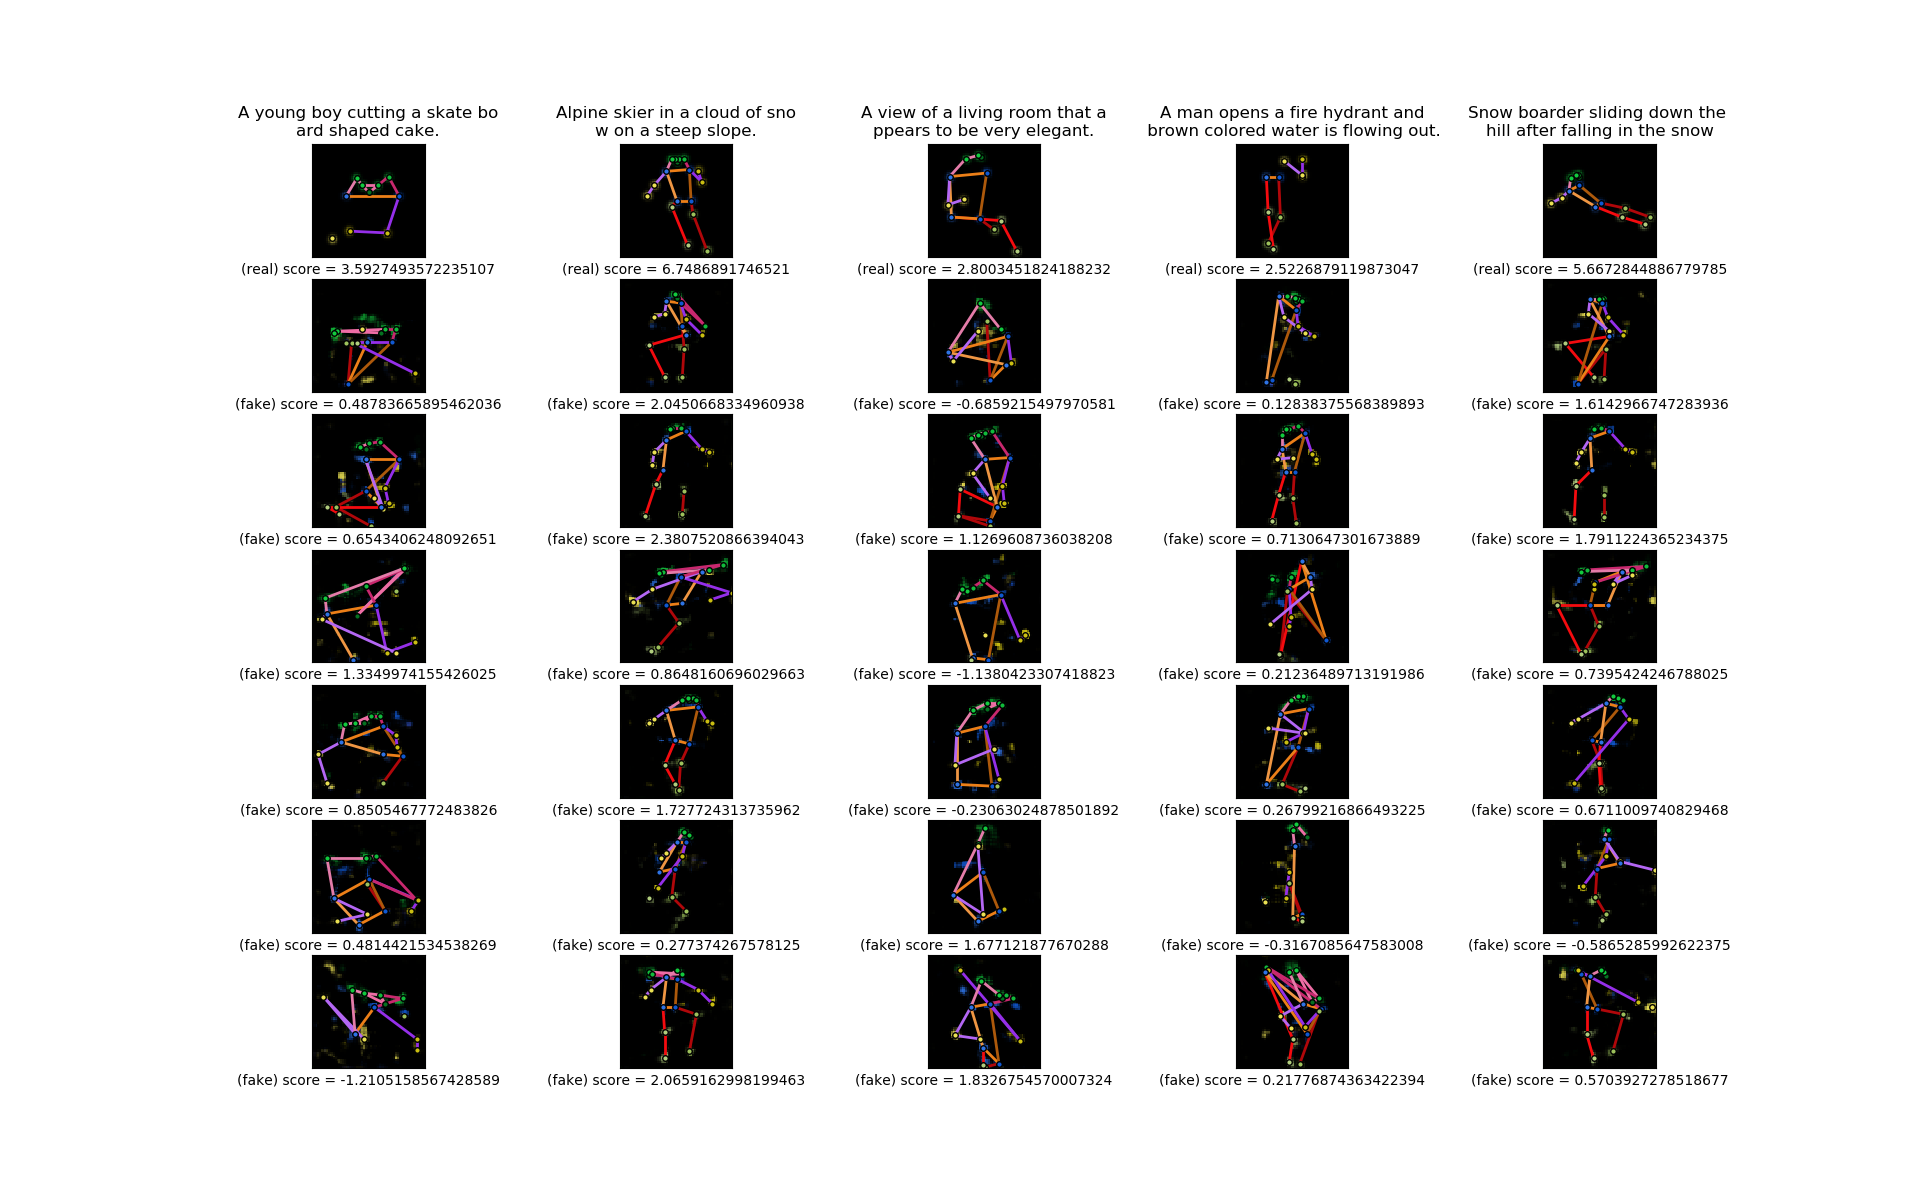 A young boy cutting a skate bo
ard shaped cake.
Alpine skier in a cloud of sno
w on a steep slope.
A view of a living room that a
ppears to be very elegant.
A man opens a fire hydrant and
brown colored water is flowing out.
Snow boarder sliding down the
hill after falling in the snow
(real) score = 3.5927493572235107
(real) score = 6.7486891746521
(real) score = 2.8003451824188232
(real) score = 2.5226879119873047
(real) score = 5.6672844886779785
(fake) score = 0.48783665895462036
(fake) score = 2.0450668334960938
(fake) score = -0.6859215497970581
(fake) score = 0.12838375568389893
(fake) score = 1.6142966747283936
(fake) score = 0.6543406248092651
(fake) score = 2.3807520866394043
(fake) score = 1.1269608736038208
(fake) score = 0.7130647301673889
(fake) score = 1.7911224365234375
(fake) score = 1.3349974155426025
(fake) score = 0.8648160696029663
(fake) score = -1.1380423307418823
(fake) score = 0.21236489713191986
(fake) score = 0.7395424246788025
(fake) score = 0.8505467772483826
(fake) score = 1.727724313735962
(fake) score = -0.23063024878501892
(fake) score = 0.26799216866493225
(fake) score = 0.6711009740829468
(fake) score = 0.4814421534538269
(fake) score = 0.277374267578125
(fake) score = 1.677121877670288
(fake) score = -0.3167085647583008
(fake) score = -0.5865285992622375
(fake) score = -1.2105158567428589
(fake) score = 2.0659162998199463
(fake) score = 1.8326754570007324
(fake) score = 0.21776874363422394
(fake) score = 0.5703927278518677